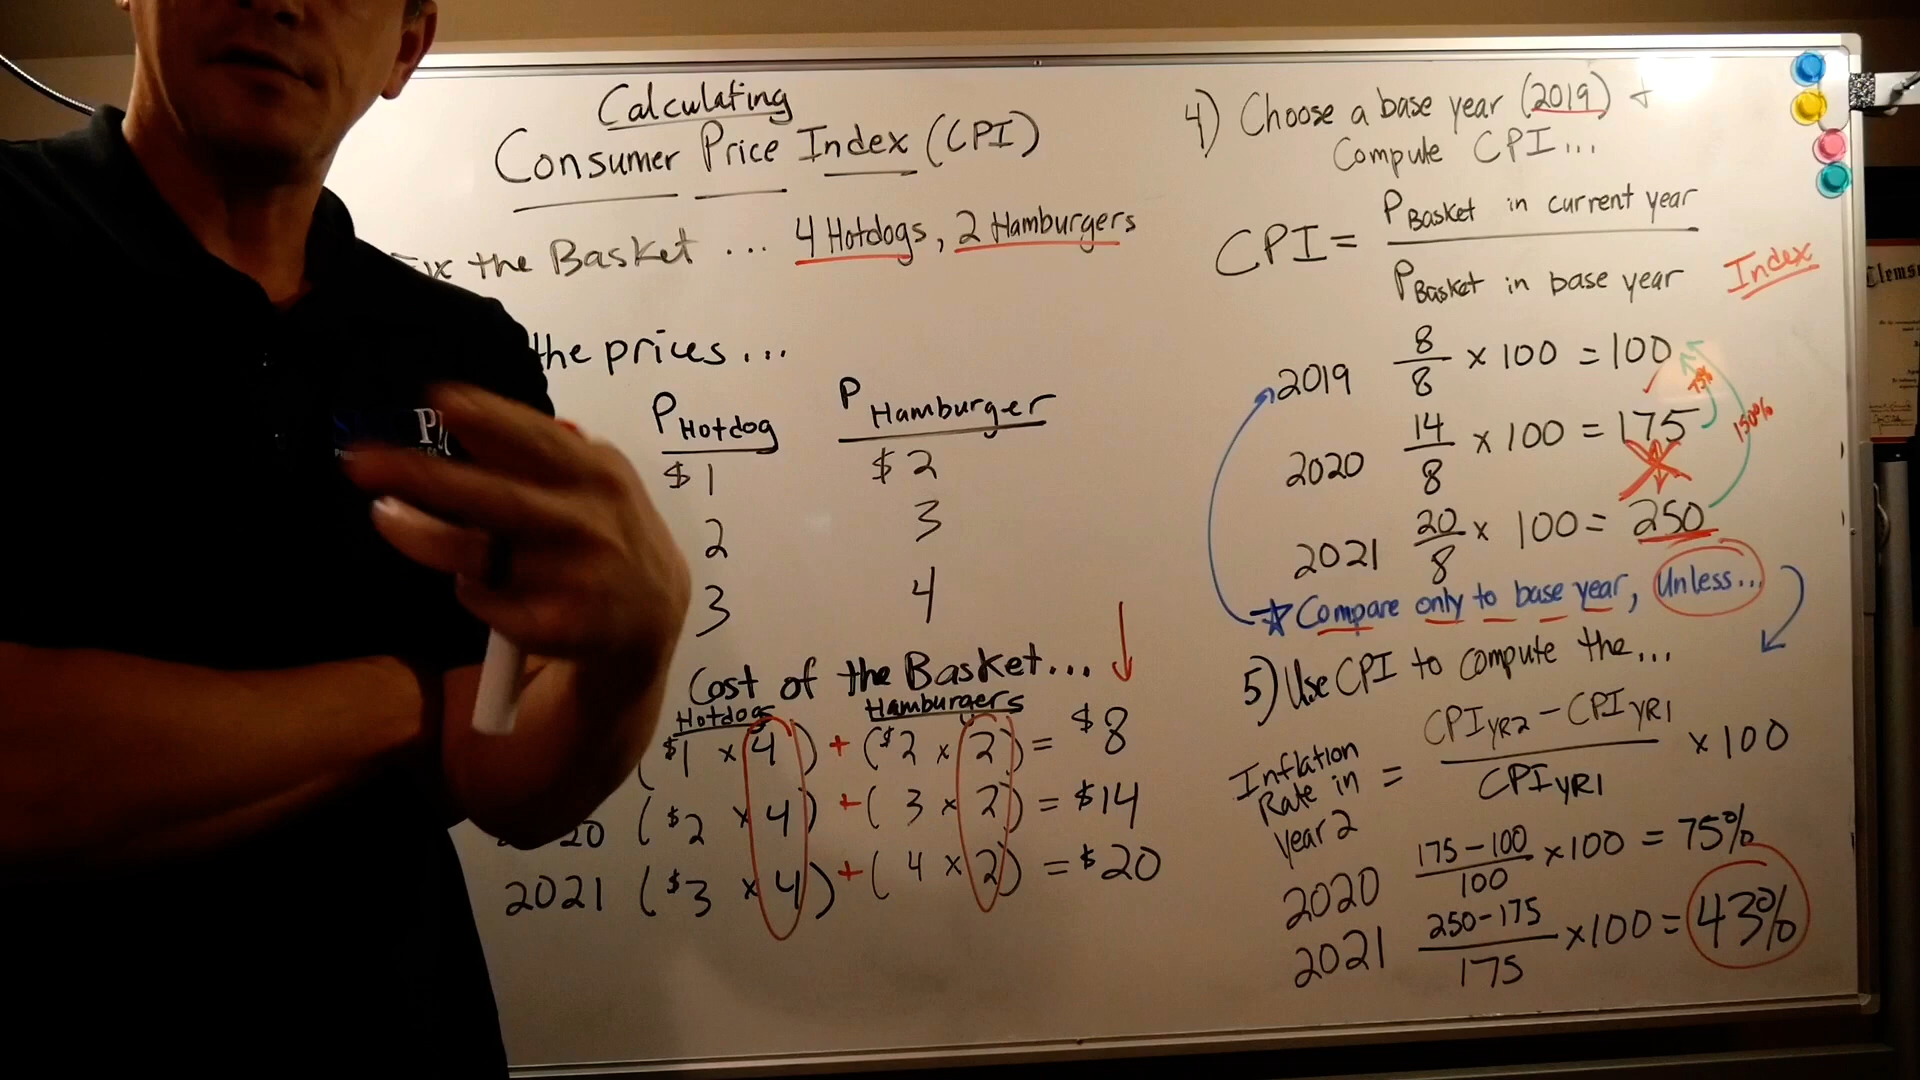 Calculating
Consumer Price Index (CPI)
the Basket ... 4 Hotdogs, 2 Hamburgers
the prices...
P Hotdog P Hamburger
$1 $2
2 3
3 4
Cost of the Basket...
Hotdogs Hamburgers
($1 x 4) + ($2 x 2) = $8
20 ($2 x 4) + (3 x 2) = $14
2021 ($3 x 4) + (4 x 2) = $20
4) Choose a base year (2019) +
Compute CPI...
CPI = P Basket in current year
P Basket in base year
Index
2019 8/8 x 100 = 100
75%
2020 14/8 x 100 = 175
150%
2021 20/8 x 100 = 250
☆ Compare only to base year, Unless...
5) Use CPI to compute the...
Inflation Rate in year 2 = CPI YR2 - CPI YR1 / CPI YR1 x 100
2020 175-100/100 x100 = 75%
2021 250-175/175 x100 = 43%
Clems